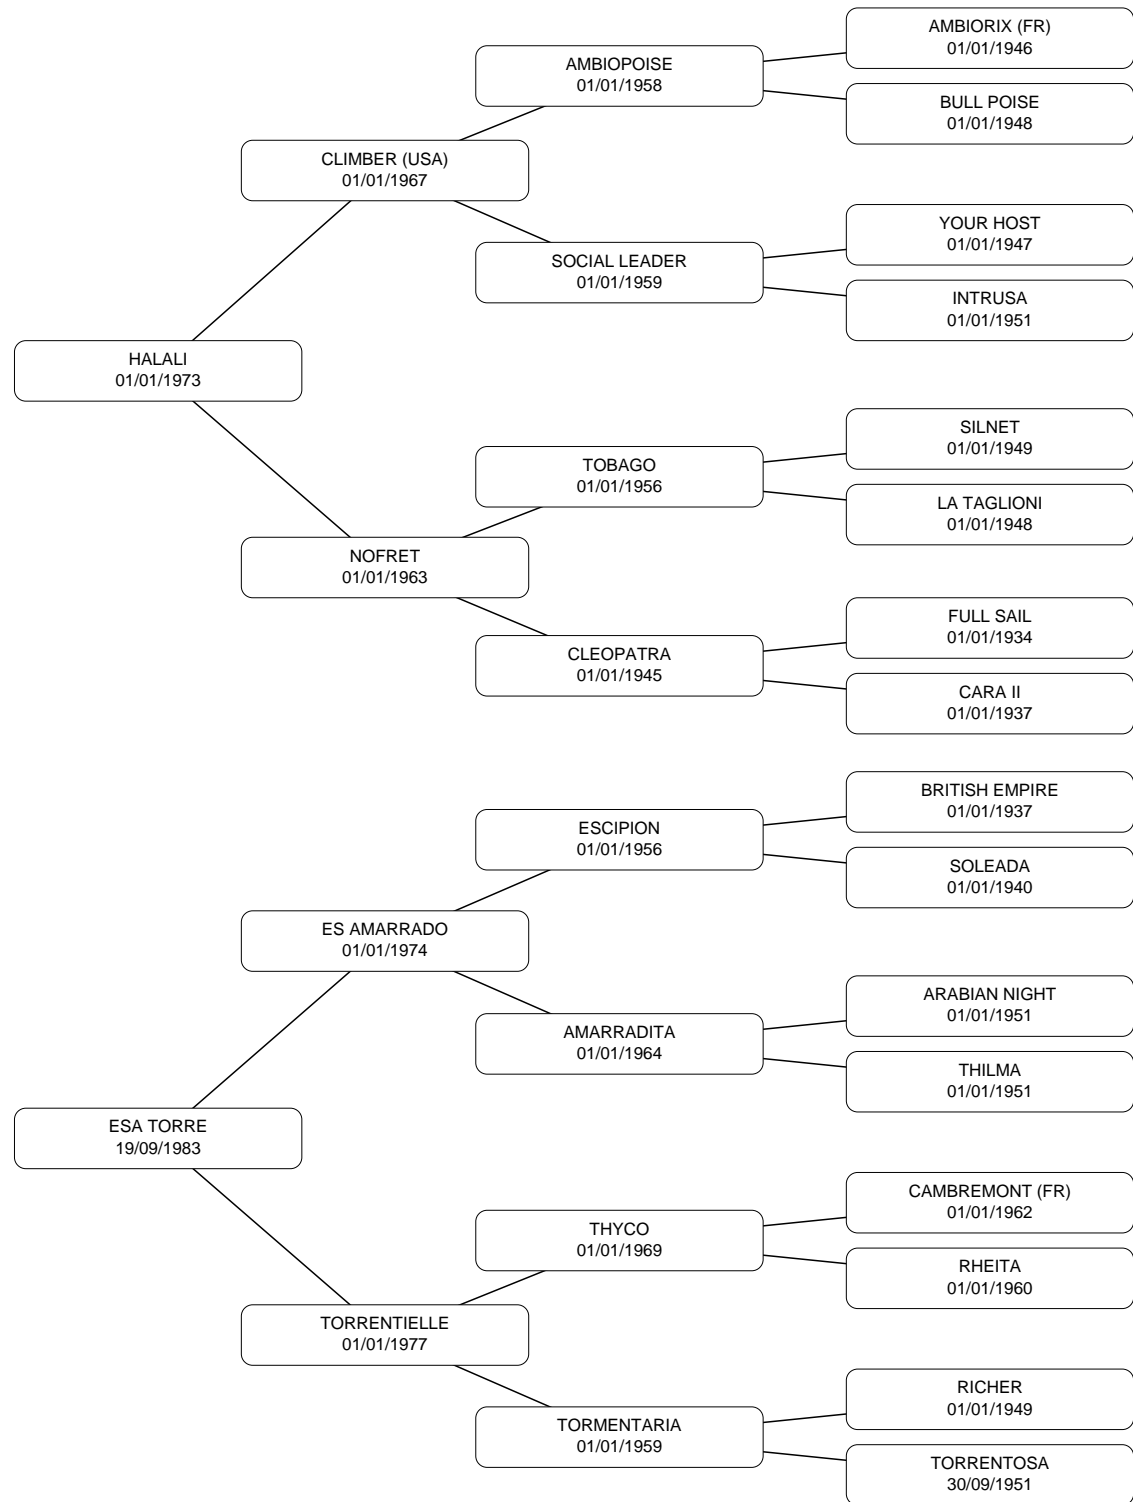 AMBIORIX (FR)
01/01/1946
AMBIOPOISE
01/01/1958
BULL POISE
01/01/1948
CLIMBER (USA)
01/01/1967
YOUR HOST
01/01/1947
SOCIAL LEADER
01/01/1959
INTRUSA
01/01/1951
HALALI
01/01/1973
SILNET
01/01/1949
TOBAGO
01/01/1956
LA TAGLIONI
01/01/1948
NOFRET
01/01/1963
FULL SAIL
01/01/1934
CLEOPATRA
01/01/1945
CARA II
01/01/1937
BRITISH EMPIRE
01/01/1937
ESCIPION
01/01/1956
SOLEADA
01/01/1940
ES AMARRADO
01/01/1974
ARABIAN NIGHT
01/01/1951
AMARRADITA
01/01/1964
THILMA
01/01/1951
ESA TORRE
19/09/1983
CAMBREMONT (FR)
01/01/1962
THYCO
01/01/1969
RHEITA
01/01/1960
TORRENTIELLE
01/01/1977
RICHER
01/01/1949
TORMENTARIA
01/01/1959
TORRENTOSA
30/09/1951